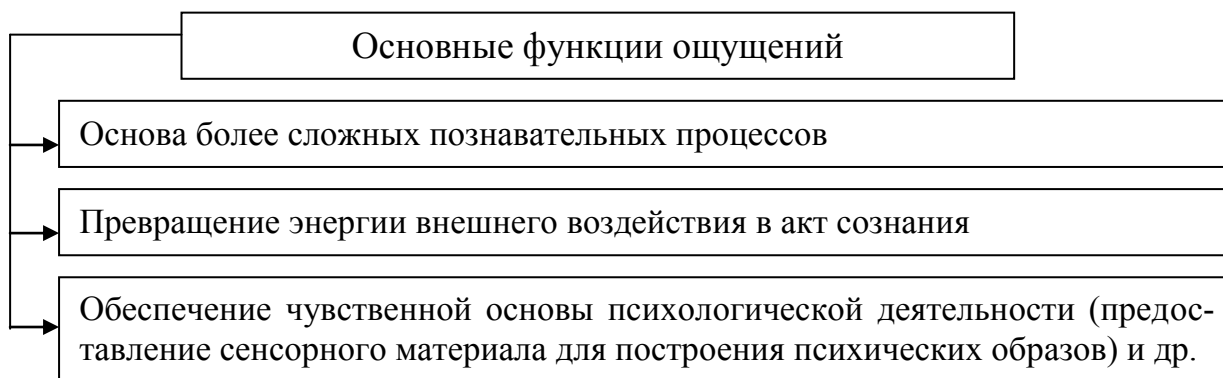 Основные функции ощущений
Основа более сложных познавательных процессов
Превращение энергии внешнего воздействия в акт сознания
Обеспечение чувственной основы психологической деятельности (предос-
тавление сенсорного материала для построения психических образов) и др.